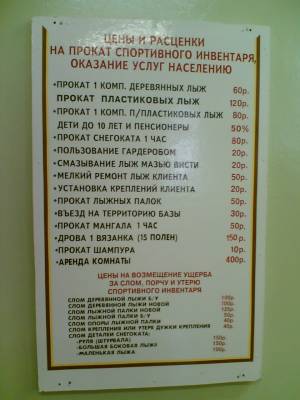 ЦЕНЫ И РАСЦЕНКИ
НА ПРОКАТ СПОРТИВНОГО ИНВЕНТАРЯ,
ОКАЗАНИЕ УСЛУГ НАСЕЛЕНИЮ
•ПРОКАТ 1 КОМП. ДЕРЕВЯННЫХ ЛЫЖ 60р.
ПРОКАТ ПЛАСТИКОВЫХ ЛЫЖ 120р.
•ПРОКАТ 1 КОМП. П/ПЛАСТИКОВЫХ ЛЫЖ 80р.
ДЕТИ ДО 10 ЛЕТ И ПЕНСИОНЕРЫ 50%
•ПРОКАТ СНЕГОКАТА 1 ЧАС 80р.
•ПОЛЬЗОВАНИЕ ГАРДЕРОБОМ 20р.
•СМАЗЫВАНИЕ ЛЫЖ МАЗЬЮ ВИСТИ 20р.
•МЕЛКИЙ РЕМОНТ ЛЫЖ КЛИЕНТА 50р.
•УСТАНОВКА КРЕПЛЕНИЙ КЛИЕНТА 20р.
•ПРОКАТ ЛЫЖНЫХ ПАЛОК 50р.
•ВЪЕЗД НА ТЕРРИТОРИЮ БАЗЫ 30р.
•ПРОКАТ МАНГАЛА 1 ЧАС 50р.
•ДРОВА 1 ВЯЗАНКА (15 ПОЛЕН) 150р.
•ПРОКАТ ШАМПУРА 10р.
•АРЕНДА КОМНАТЫ 400р.
ЦЕНЫ НА ВОЗМЕЩЕНИЕ УЩЕРБА
ЗА СЛОМ, ПОРЧУ И УТЕРЮ
СПОРТИВНОГО ИНВЕНТАРЯ
СЛОМ ДЕРЕВЯННОЙ ЛЫЖИ Б/У
СЛОМ ДЕРЕВЯННОЙ ЛЫЖИ НОВОЙ
СЛОМ ЛЫЖНОЙ ПАЛКИ НОВОЙ
СЛОМ ЛЫЖНОЙ ПАЛКИ Б/У
СЛОМ ОПОРЫ ЛЫЖНОЙ ПАЛКИ
СЛОМ КРЕПЛЕНИЯ ИЛИ УТЕРЯ ДУЖКИ КРЕПЛЕНИЯ
СЛОМ ДЕТАЛЕЙ СНЕГОКАТА:
-РУЛЯ (ШТУРВАЛА) 150р.
-БОЛЬШАЯ БОКОВАЯ ЛЫЖА 150р.
-МАЛЕНЬКАЯ ЛЫЖА 100р.